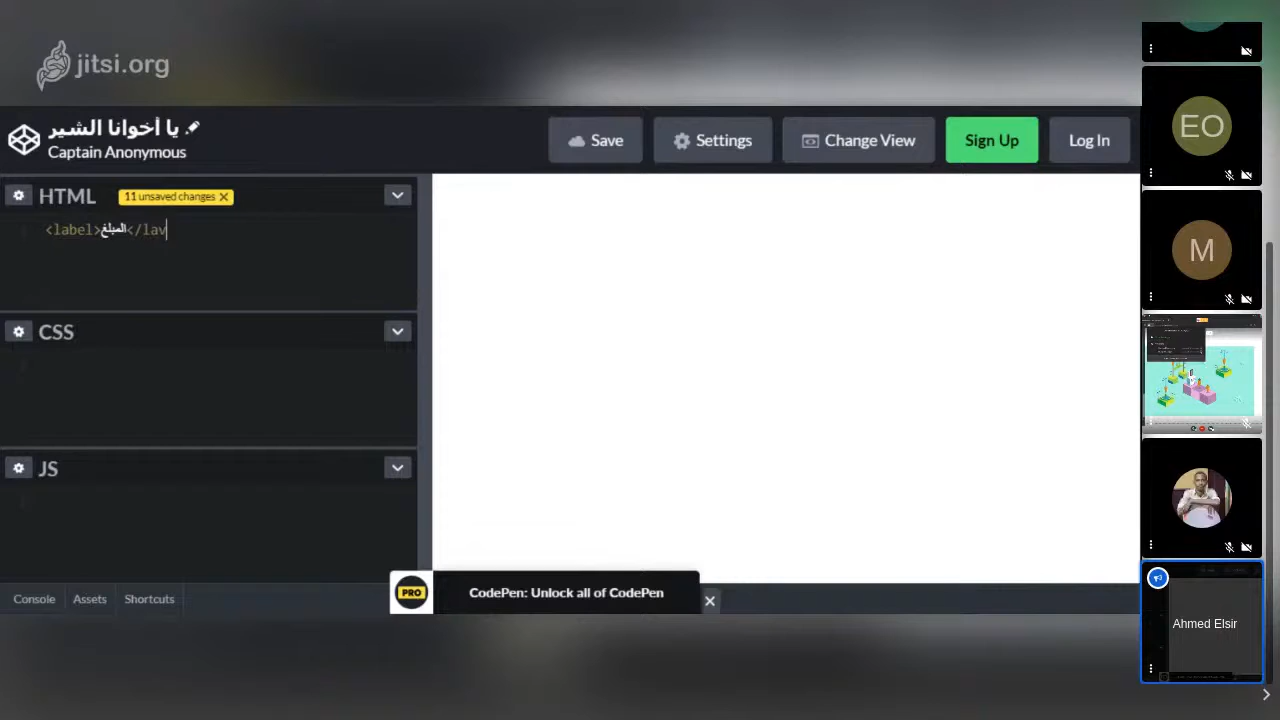 jitsi.org
يا أخوانا الشير
Captain Anonymous
Save
Settings
Change View
Sign Up
Log In
HTML
11 unsaved changes
<label>المبلغ</lav
CSS
JS
Console
Assets
Shortcuts
PRO
CodePen: Unlock all of CodePen
EO
M
Ahmed Elsir